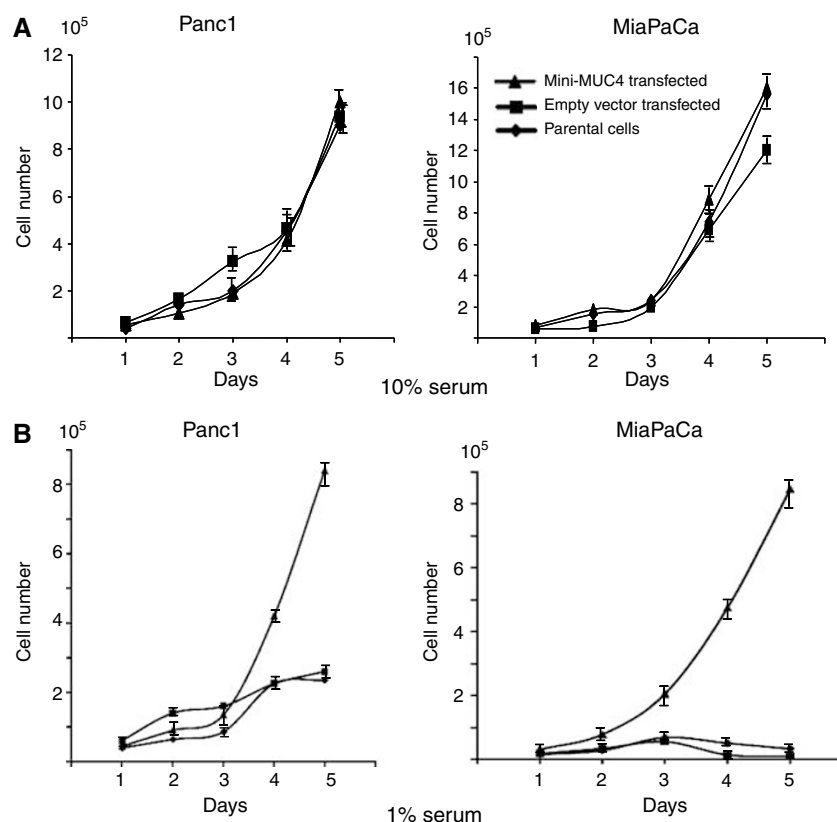 A
Panc1
10^5
12
10
8
6
4
2
Cell number
1 2 3 4 5
Days
MiaPaCa
10^5
16
14
12
10
8
6
4
2
Cell number
Mini-MUC4 transfected
Empty vector transfected
Parental cells
1 2 3 4 5
Days
10% serum
B
Panc1
10^5
8
6
4
2
Cell number
1 2 3 4 5
Days
MiaPaCa
10^5
8
6
4
2
Cell number
1 2 3 4 5
Days
1% serum